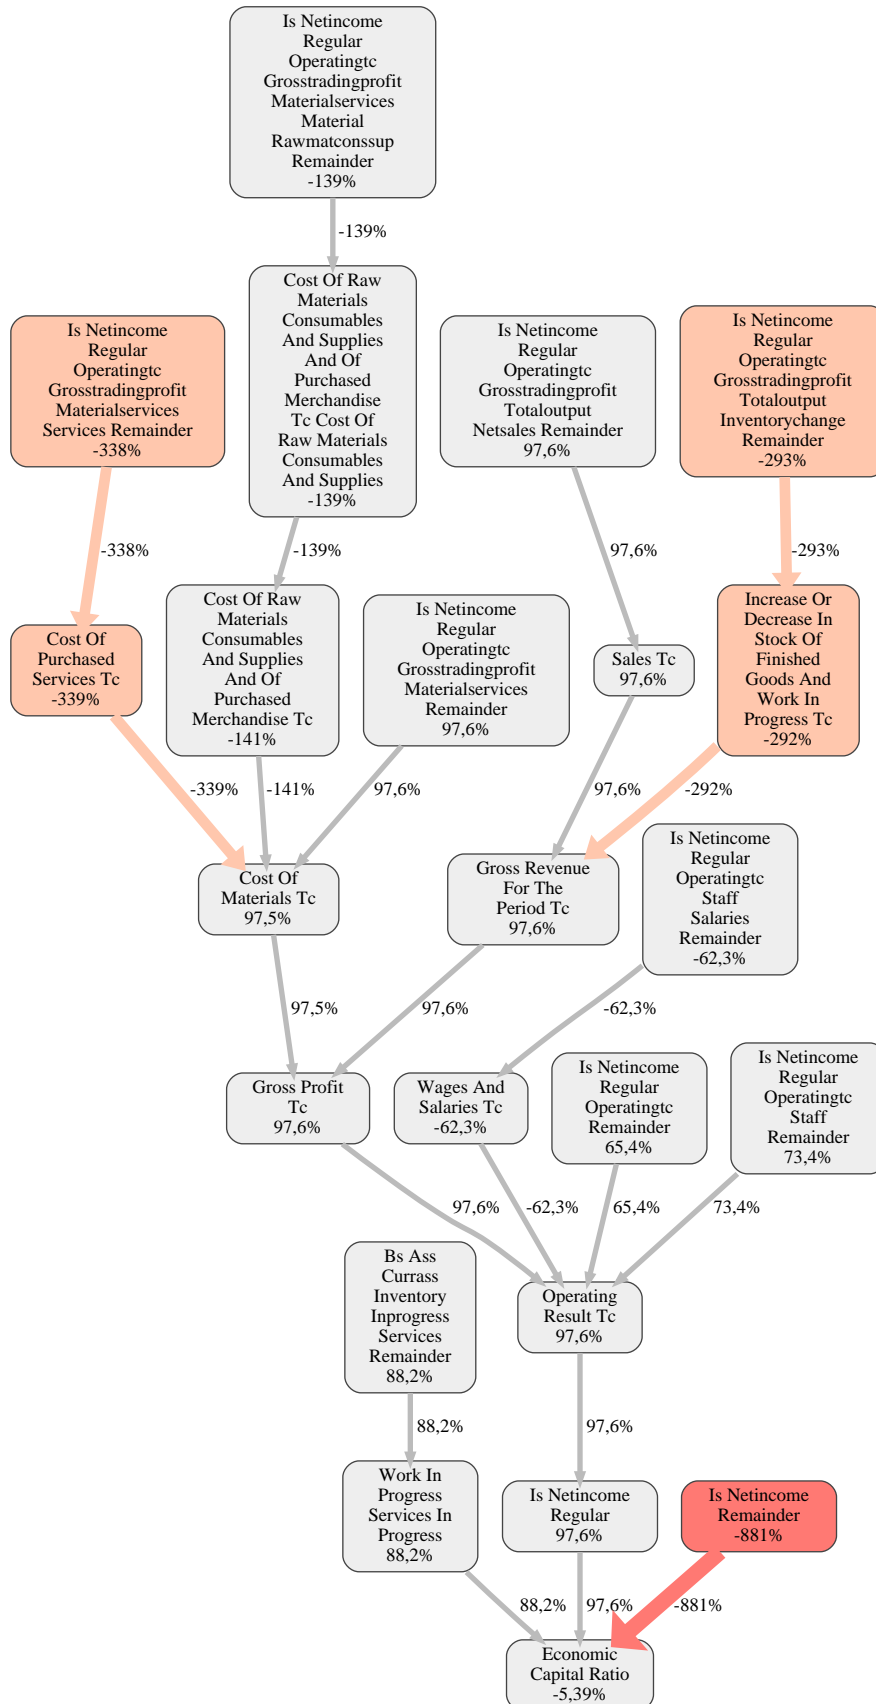 Is Netincome
Regular
Operatingtc
Grosstradingprofit
Materialservices
Material
Rawmatconssup
Remainder
-139%
-139%
Is Netincome
Regular
Operatingtc
Grosstradingprofit
Materialservices
Services Remainder
-338%
Cost Of Raw
Materials
Consumables
And Supplies
And Of
Purchased
Merchandise
Tc Cost Of
Raw Materials
Consumables
And Supplies
-139%
Is Netincome
Regular
Operatingtc
Grosstradingprofit
Totaloutput
Netsales Remainder
97,6%
Is Netincome
Regular
Operatingtc
Grosstradingprofit
Totaloutput
Inventorychange
Remainder
-293%
-338%
-139%
97,6%
-293%
Cost Of
Purchased
Services Tc
-339%
Cost Of Raw
Materials
Consumables
And Supplies
And Of
Purchased
Merchandise Tc
-141%
Is Netincome
Regular
Operatingtc
Grosstradingprofit
Materialservices
Remainder
97,6%
Sales Tc
97,6%
Increase Or
Decrease In
Stock Of
Finished
Goods And
Work In
Progress Tc
-292%
-339%
-141%
97,6%
97,6%
-292%
Cost Of
Materials Tc
97,5%
Gross Revenue
For The
Period Tc
97,6%
Is Netincome
Regular
Operatingtc
Staff
Salaries
Remainder
-62,3%
97,5%
97,6%
-62,3%
Gross Profit
Tc
97,6%
Wages And
Salaries Tc
-62,3%
Is Netincome
Regular
Operatingtc
Remainder
65,4%
Is Netincome
Regular
Operatingtc
Staff
Remainder
73,4%
97,6%
-62,3%
65,4%
73,4%
Bs Ass
Currass
Inventory
Inprogress
Services
Remainder
88,2%
Operating
Result Tc
97,6%
88,2%
97,6%
Work In
Progress
Services In
Progress
88,2%
Is Netincome
Regular
97,6%
Is Netincome
Remainder
-881%
88,2%
97,6%
-881%
Economic
Capital Ratio
-5,39%